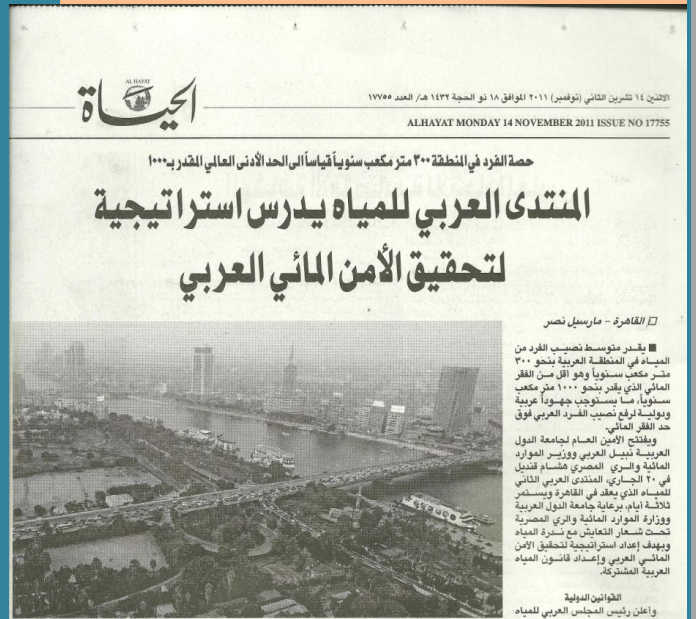 AL HAYAT
الحياة
الاثنين ١٤ تشرين الثاني (نوفمبر) ٢٠١١ الموافق ١٨ ذو الحجة ١٤٣٢ هـ/ العدد ١٧٧٥٥
ALHAYAT MONDAY 14 NOVEMBER 2011 ISSUE NO 17755
حصة الفرد في المنطقة ٣٠٠ متر مكعب سنوياً قياساً الى الحد الأدنى العالمي المقدر بـ١٠٠٠
المنتدى العربي للمياه يدرس استراتيجية
لتحقيق الأمن المائي العربي
القاهرة - مارسيل نصر
■ يقدر متوسط نصيب الفرد من
المياه في المنطقة العربية بنحو ٣٠٠
متر مكعب سنوياً وهو أقل من الفقر
المائي الذي يقدر بنحو ١٠٠٠ متر مكعب
سنوياً، ما يستوجب جهوداً عربية
ودولية لرفع نصيب الفرد العربي فوق
حد الفقر المائي.
ويفتتح الأمين العام لجامعة الدول
العربية نبيل العربي ووزير الموارد
المائية والري المصري هشام قنديل
في ٢٠ الجاري، المنتدى العربي الثاني
للمياه الذي يعقد في القاهرة ويستمر
ثلاثة أيام، برعاية جامعة الدول العربية
ووزارة الموارد المائية والري المصرية
تحت شعار التعايش مع ندرة المياه
ويهدف إعداد استراتيجية لتحقيق الأمن
المائي العربي وإعداد قانون المياه
العربية المشتركة.
القوانين الدولية
وأعلن رئيس المجلس العربي للمياه